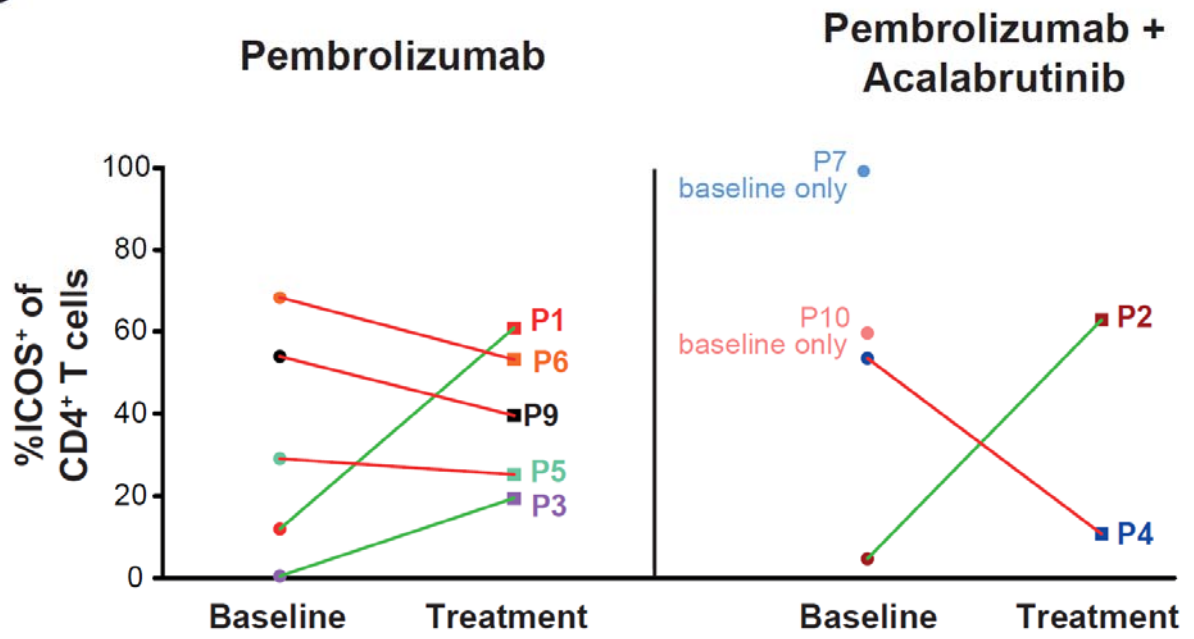 Pembrolizumab
Pembrolizumab +
Acalabrutinib
%ICOS⁺ of
CD4⁺ T cells
100
80
60
40
20
0
P1
P6
P9
P5
P3
P7
baseline only
P10
baseline only
P2
P4
Baseline
Treatment
Baseline
Treatment